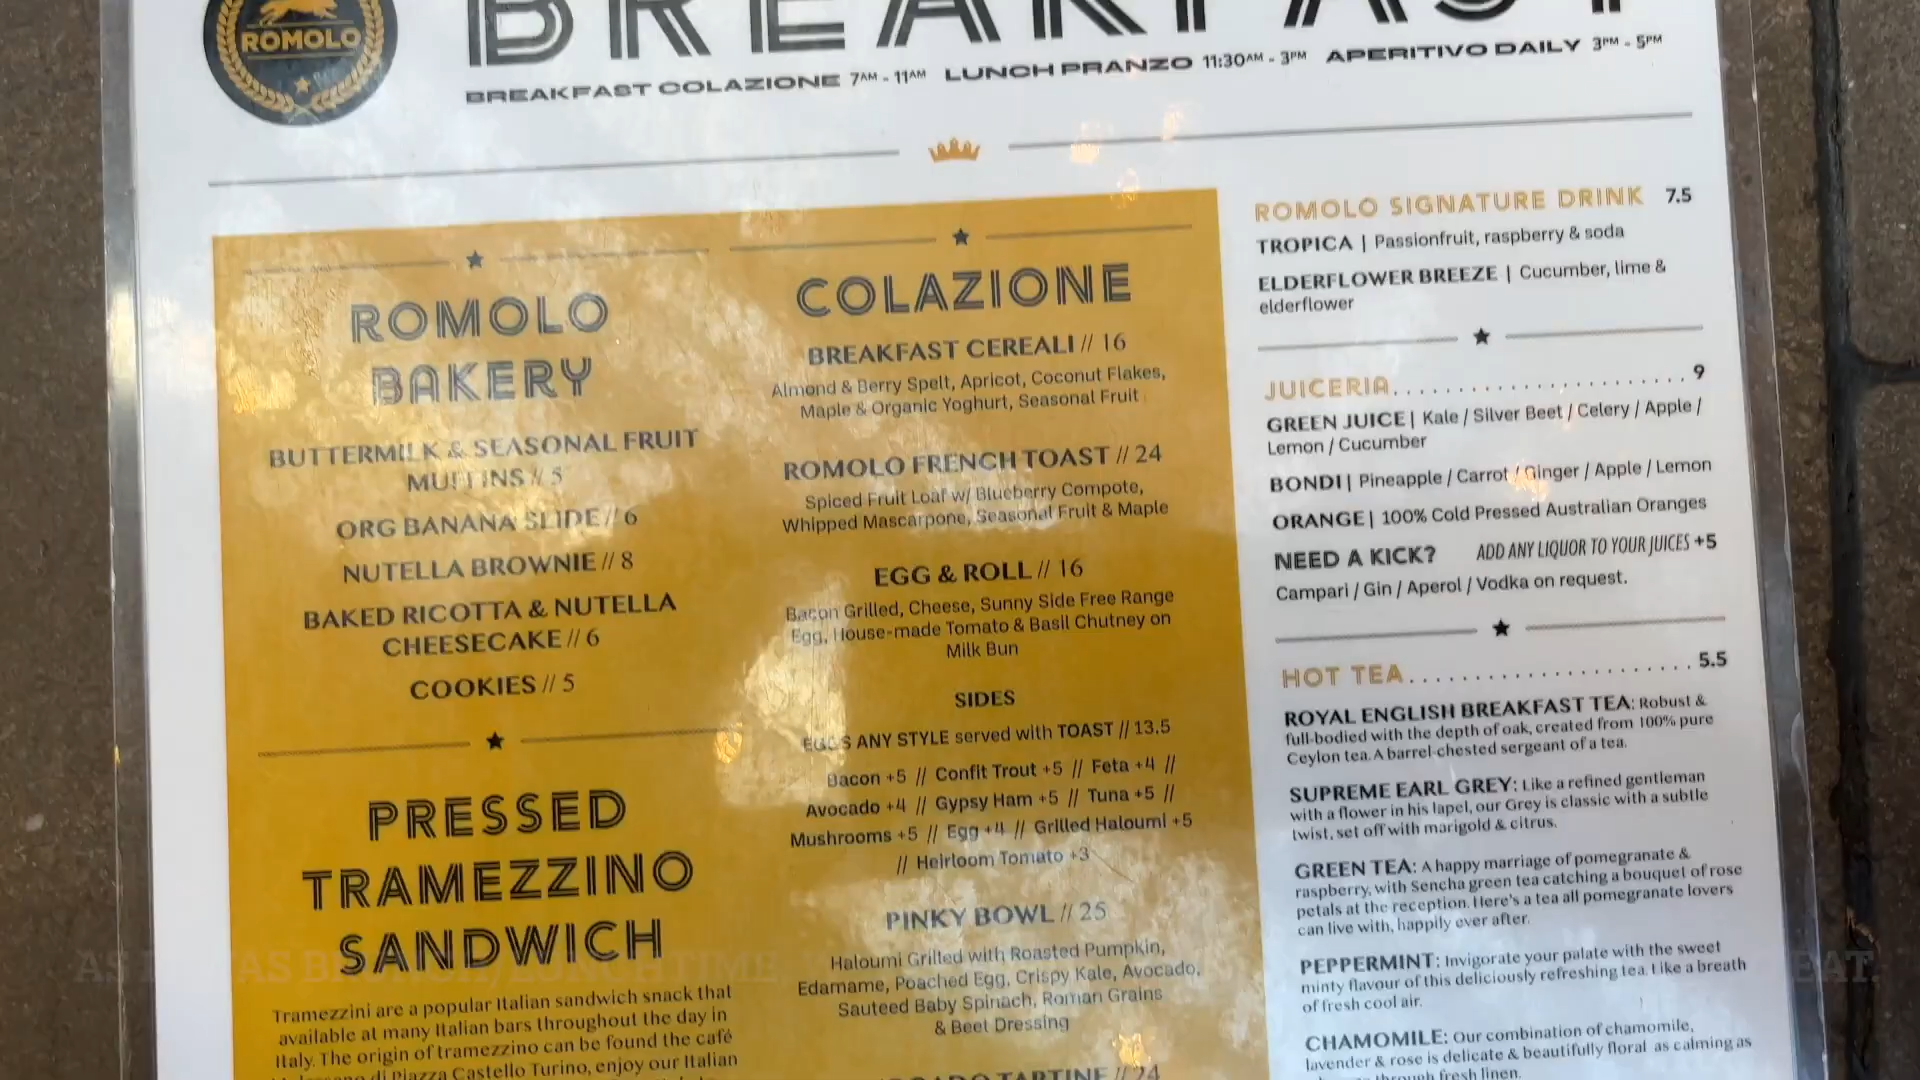 ROMOLO
BREAKFAST
BREAKFAST COLAZIONE 7AM - 11AM LUNCH PRANZO 11:30AM - 3PM APERITIVO DAILY 3PM - 5PM
ROMOLO
BAKERY
BUTTERMILK & SEASONAL FRUIT
MUFFINS // 5
ORG BANANA SLIDE // 6
NUTELLA BROWNIE // 8
BAKED RICOTTA & NUTELLA
CHEESECAKE // 6
COOKIES // 5
PRESSED
TRAMEZZINO
SANDWICH
Tramezzini are a popular Italian sandwich snack that
available at many Italian bars throughout the day in
Italy. The origin of tramezzino can be found the café
di Piazza Castello Turino, enjoy our Italian
COLAZIONE
BREAKFAST CEREALI // 16
Almond & Berry Spelt, Apricot, Coconut Flakes,
Maple & Organic Yoghurt, Seasonal Fruit
ROMOLO FRENCH TOAST // 24
Spiced Fruit Loaf w/ Blueberry Compote,
Whipped Mascarpone, Seasonal Fruit & Maple
EGG & ROLL // 16
Bacon Grilled, Cheese, Sunny Side Free Range
Egg, House-made Tomato & Basil Chutney on
Milk Bun
SIDES
EGGS ANY STYLE served with TOAST // 13.5
Bacon +5 // Confit Trout +5 // Feta +4 //
Avocado +4 // Gypsy Ham +5 // Tuna +5 //
Mushrooms +5 // Egg +4 // Grilled Haloumi +5
// Heirloom Tomato +3
PINKY BOWL // 25
Haloumi Grilled with Roasted Pumpkin,
Edamame, Poached Egg, Crispy Kale, Avocado,
Sauteed Baby Spinach, Roman Grains
& Beet Dressing
TARTINE // 24
ROMOLO SIGNATURE DRINK 7.5
TROPICA | Passionfruit, raspberry & soda
ELDERFLOWER BREEZE | Cucumber, lime &
elderflower
JUICERIA........................9
GREEN JUICE | Kale / Silver Beet / Celery / Apple /
Lemon / Cucumber
BONDI | Pineapple / Carrot / Ginger / Apple / Lemon
ORANGE | 100% Cold Pressed Australian Oranges
NEED A KICK? ADD ANY LIQUOR TO YOUR JUICES +5
Campari / Gin / Aperol / Vodka on request.
HOT TEA........................5.5
ROYAL ENGLISH BREAKFAST TEA: Robust &
full-bodied with the depth of oak, created from 100% pure
Ceylon tea. A barrel-chested sergeant of a tea.
SUPREME EARL GREY: Like a refined gentleman
with a flower in his lapel, our Grey is classic with a subtle
twist, set off with marigold & citrus.
GREEN TEA: A happy marriage of pomegranate &
raspberry, with Sencha green tea catching a bouquet of rose
petals at the reception. Here's a tea all pomegranate lovers
can live with, happily ever after.
PEPPERMINT: Invigorate your palate with the sweet
minty flavour of this deliciously refreshing tea. Like a breath
of fresh cool air.
CHAMOMILE: Our combination of chamomile,
lavender & rose is delicate & beautifully floral as calming as
through fresh linen.
EAT.